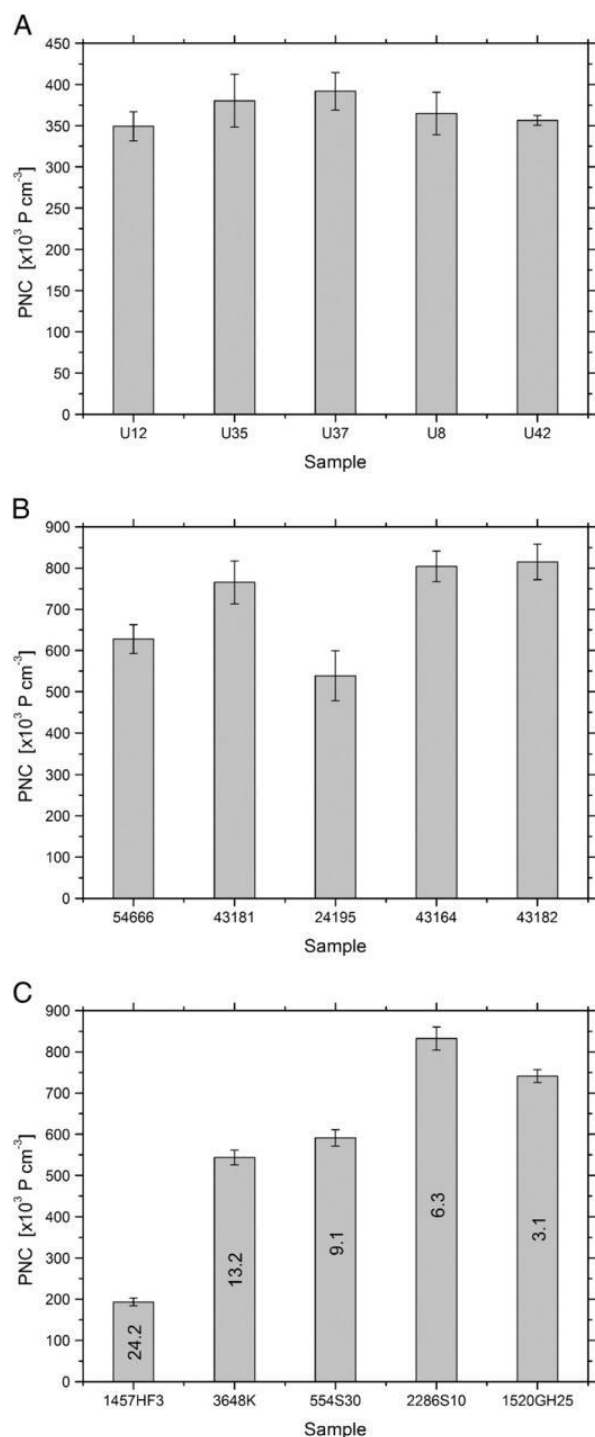 A
450
400
350
300
250
200
150
100
50
0
PNC [x10³ P cm⁻³]
U12 U35 U37 U8 U42
Sample
B
900
800
700
600
500
400
300
200
100
0
PNC [x10³ P cm⁻³]
54666 43181 24195 43164 43182
Sample
C
900
800
700
600
500
400
300
200
100
0
PNC [x10³ P cm⁻³]
24.2 13.2 9.1 6.3 3.1
1457HF3 3648K 554S30 2286S10 1520GH25
Sample